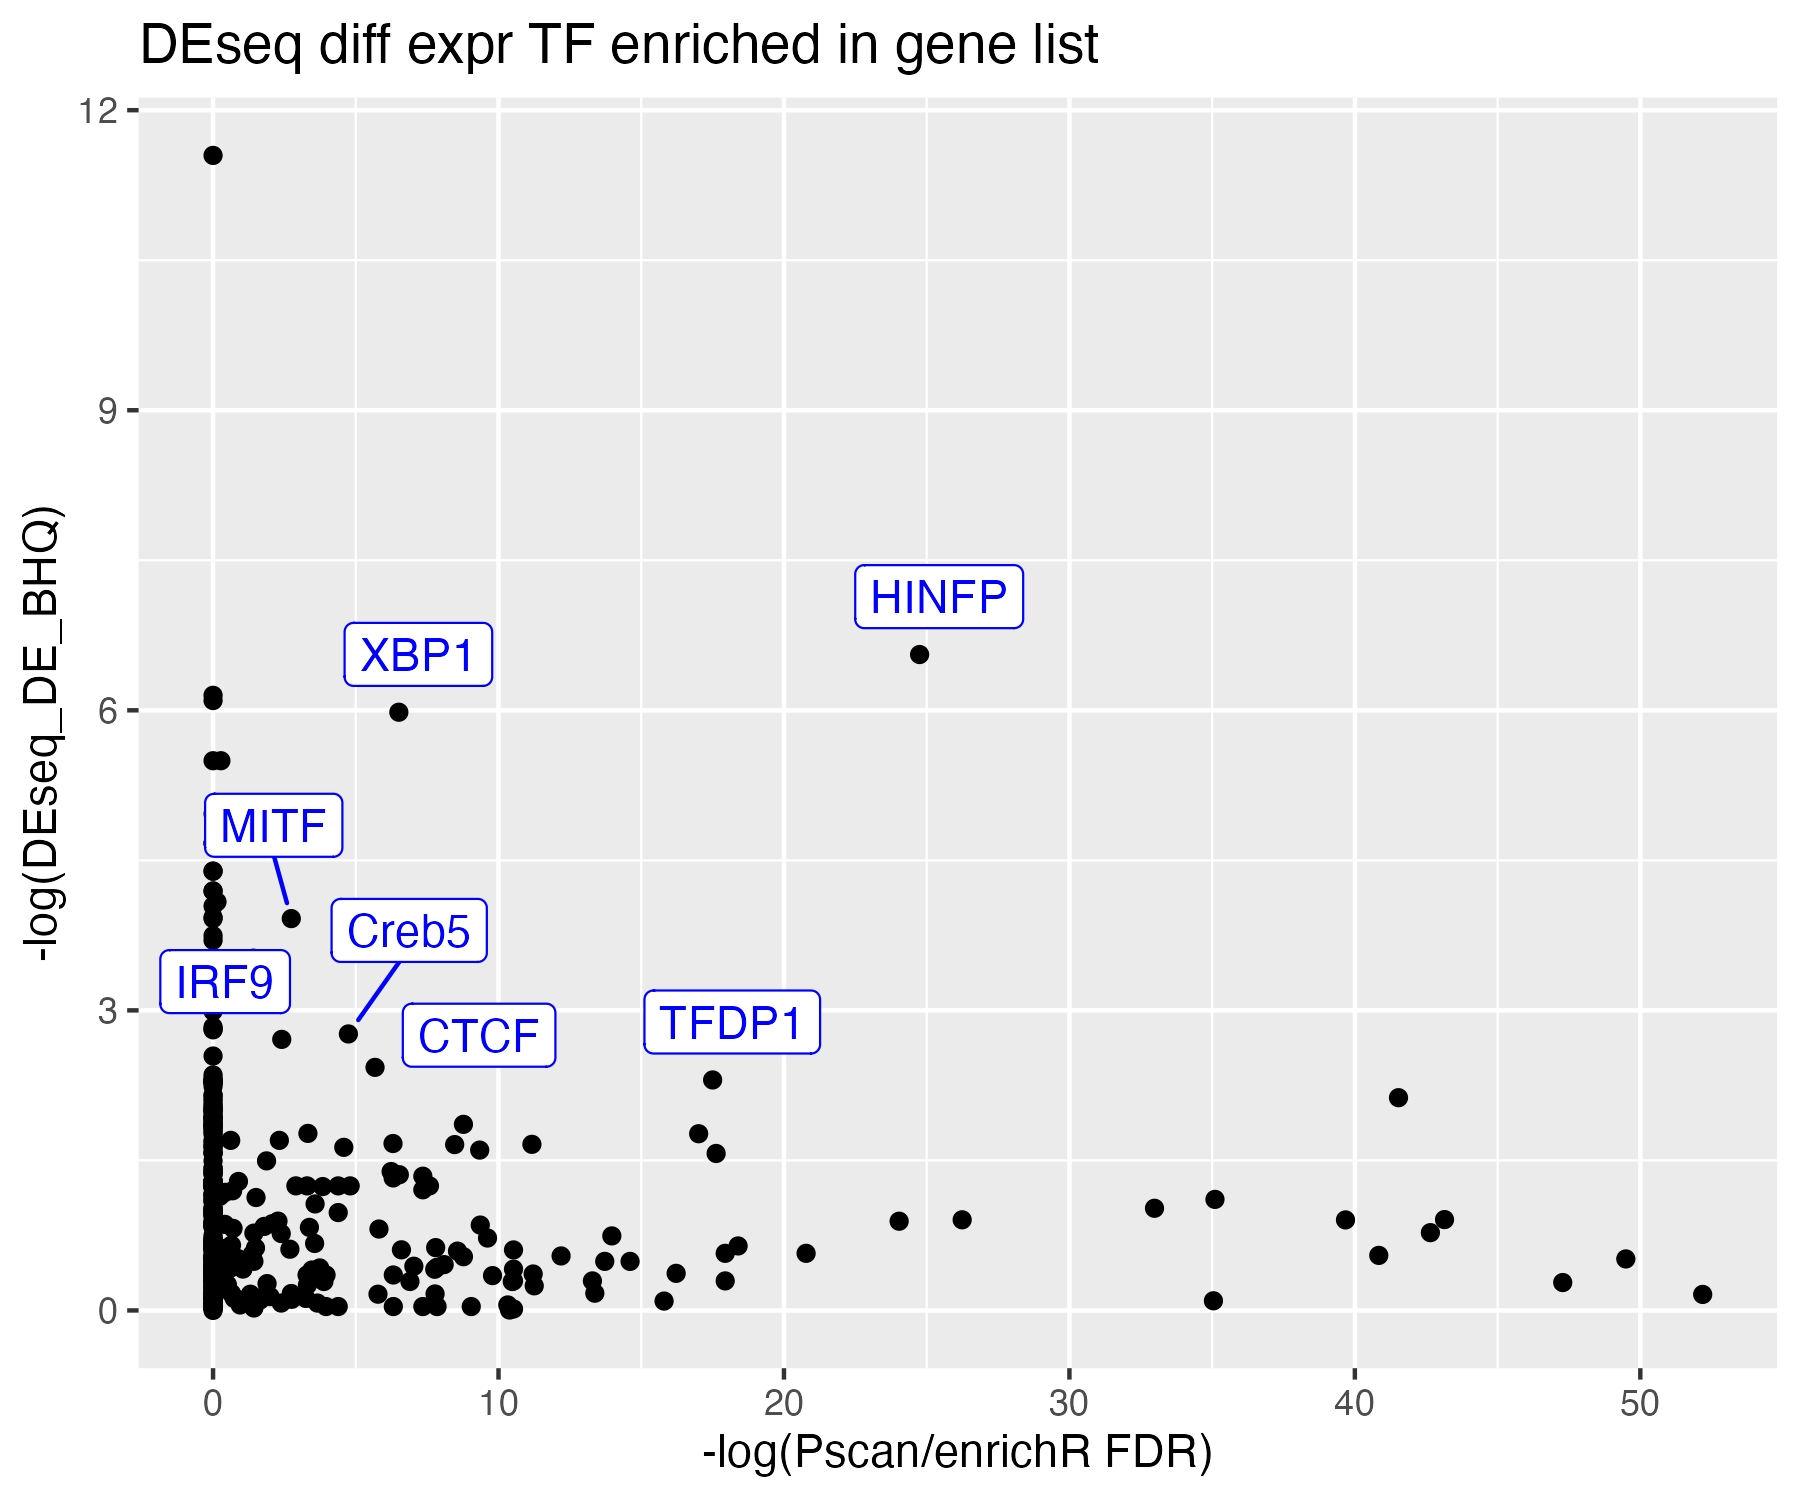 DEseq diff expr TF enriched in gene list
12
9
6
3
0
-log(DEseq_DE_BHQ)
HINFP
XBP1
MITF
Creb5
IRF9
CTCF
TFDP1
0 10 20 30 40 50
-log(Pscan/enrichR FDR)